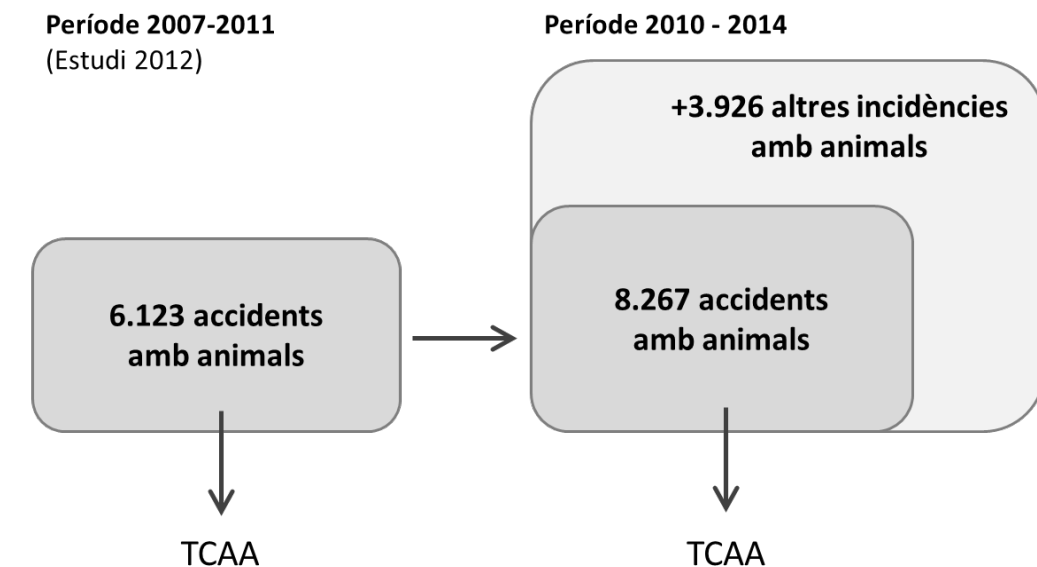 Període 2007-2011
(Estudi 2012)
Període 2010 - 2014
+3.926 altres incidències
amb animals
6.123 accidents
amb animals
8.267 accidents
amb animals
TCAA
TCAA